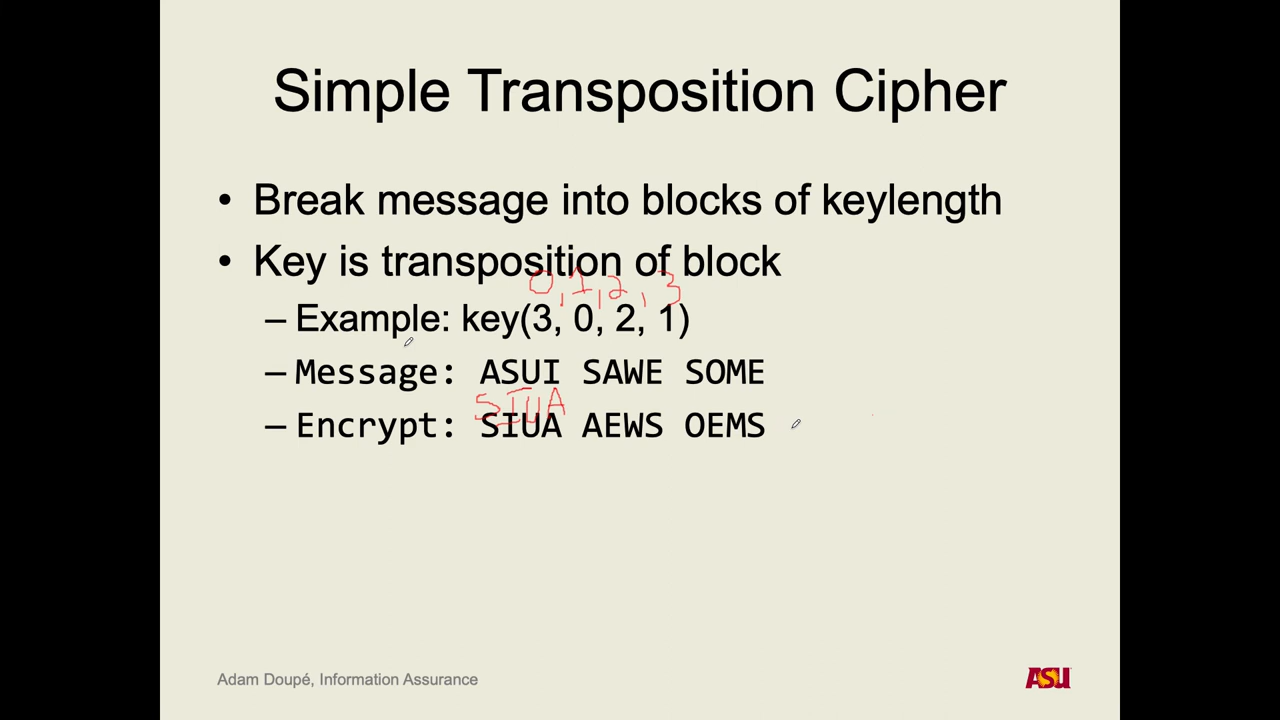 Simple Transposition Cipher
• Break message into blocks of keylength
• Key is transposition of block
0, 1, 2, 3
– Example: key(3, 0, 2, 1)
– Message: ASUI SAWE SOME
SIUA
– Encrypt: SIUA AEWS OEMS
Adam Doupé, Information Assurance
ASU